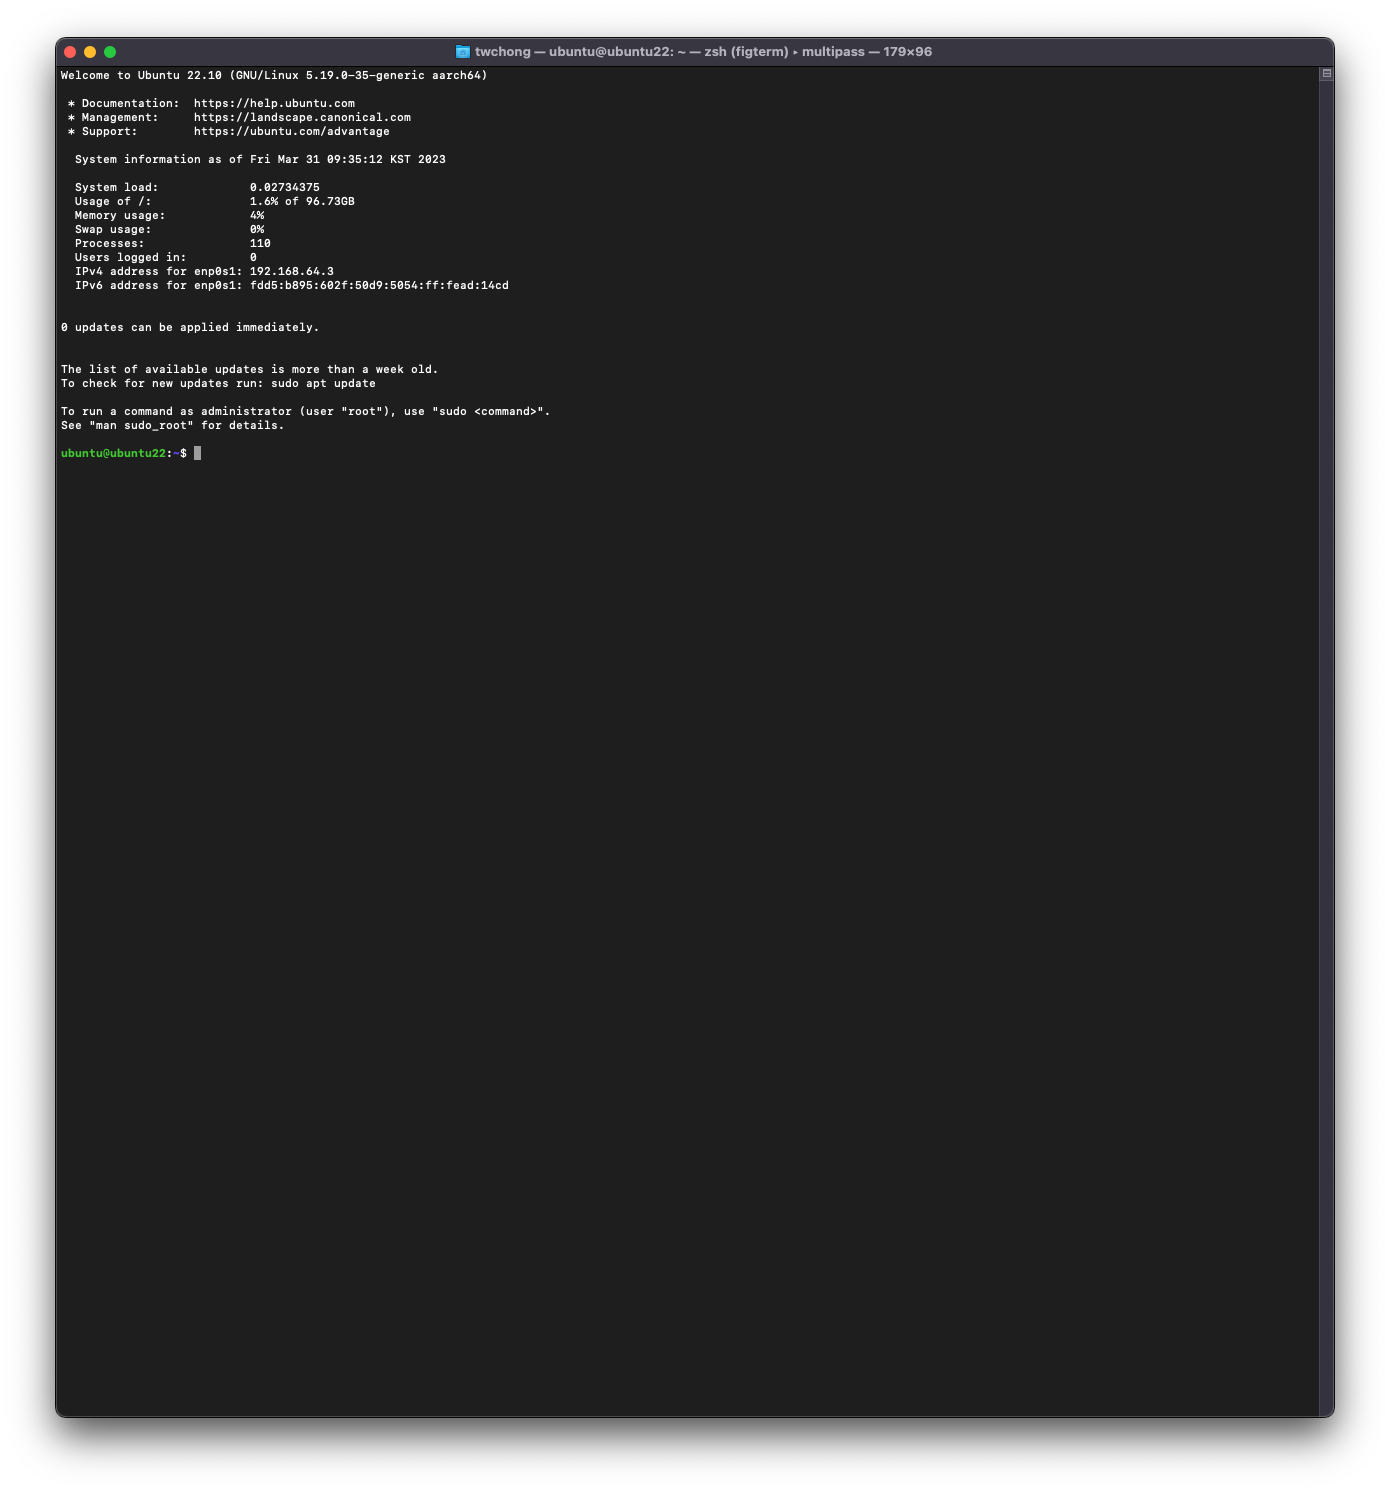 twchong — ubuntu@ubuntu22: ~ — zsh (figterm) ▸ multipass — 179×96
Welcome to Ubuntu 22.10 (GNU/Linux 5.19.0-35-generic aarch64)
* Documentation:  https://help.ubuntu.com
* Management:     https://landscape.canonical.com
* Support:        https://ubuntu.com/advantage
System information as of Fri Mar 31 09:35:12 KST 2023
System load:             0.02734375
Usage of /:              1.6% of 96.73GB
Memory usage:            4%
Swap usage:              0%
Processes:               110
Users logged in:         0
IPv4 address for enp0s1: 192.168.64.3
IPv6 address for enp0s1: fdd5:b895:602f:50d9:5054:ff:fead:14cd
0 updates can be applied immediately.
The list of available updates is more than a week old.
To check for new updates run: sudo apt update
To run a command as administrator (user "root"), use "sudo <command>".
See "man sudo_root" for details.
ubuntu@ubuntu22:~$